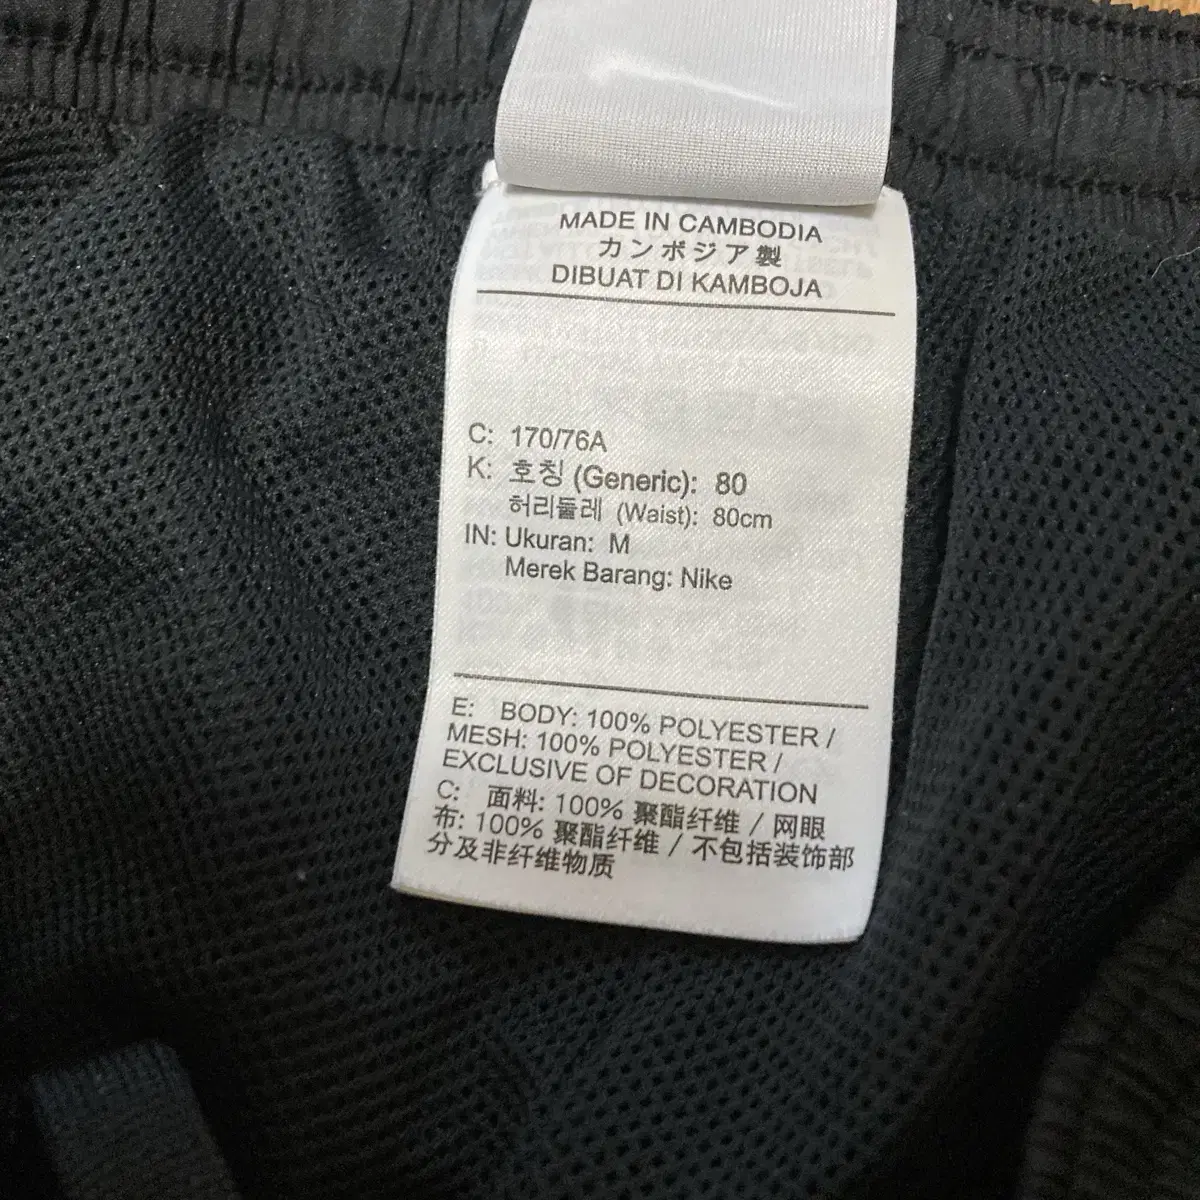 MADE IN CAMBODIA
カンボジア製
DIBUAT DI KAMBOJA
C: 170/76A
K: 호칭 (Generic): 80
허리둘레 (Waist): 80cm
IN: Ukuran: M
Merek Barang: Nike
E: BODY: 100% POLYESTER /
MESH: 100% POLYESTER /
EXCLUSIVE OF DECORATION
C: 面料: 100% 聚酯纤维 / 网眼
布: 100% 聚酯纤维 / 不包括装饰部
分及非纤维物质